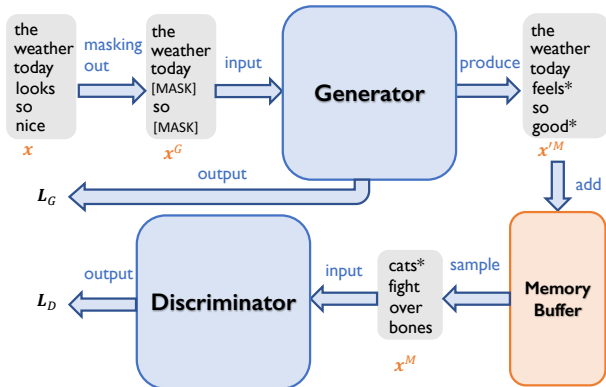 the
weather
today
looks
so
nice
x
masking
out
the
weather
today
[MASK]
so
[MASK]
x^G
input
Generator
produce
the
weather
today
feels*
so
good*
x'^M
output
L_G
add
Memory
Buffer
sample
cats*
fight
over
bones
x^M
input
Discriminator
output
L_D